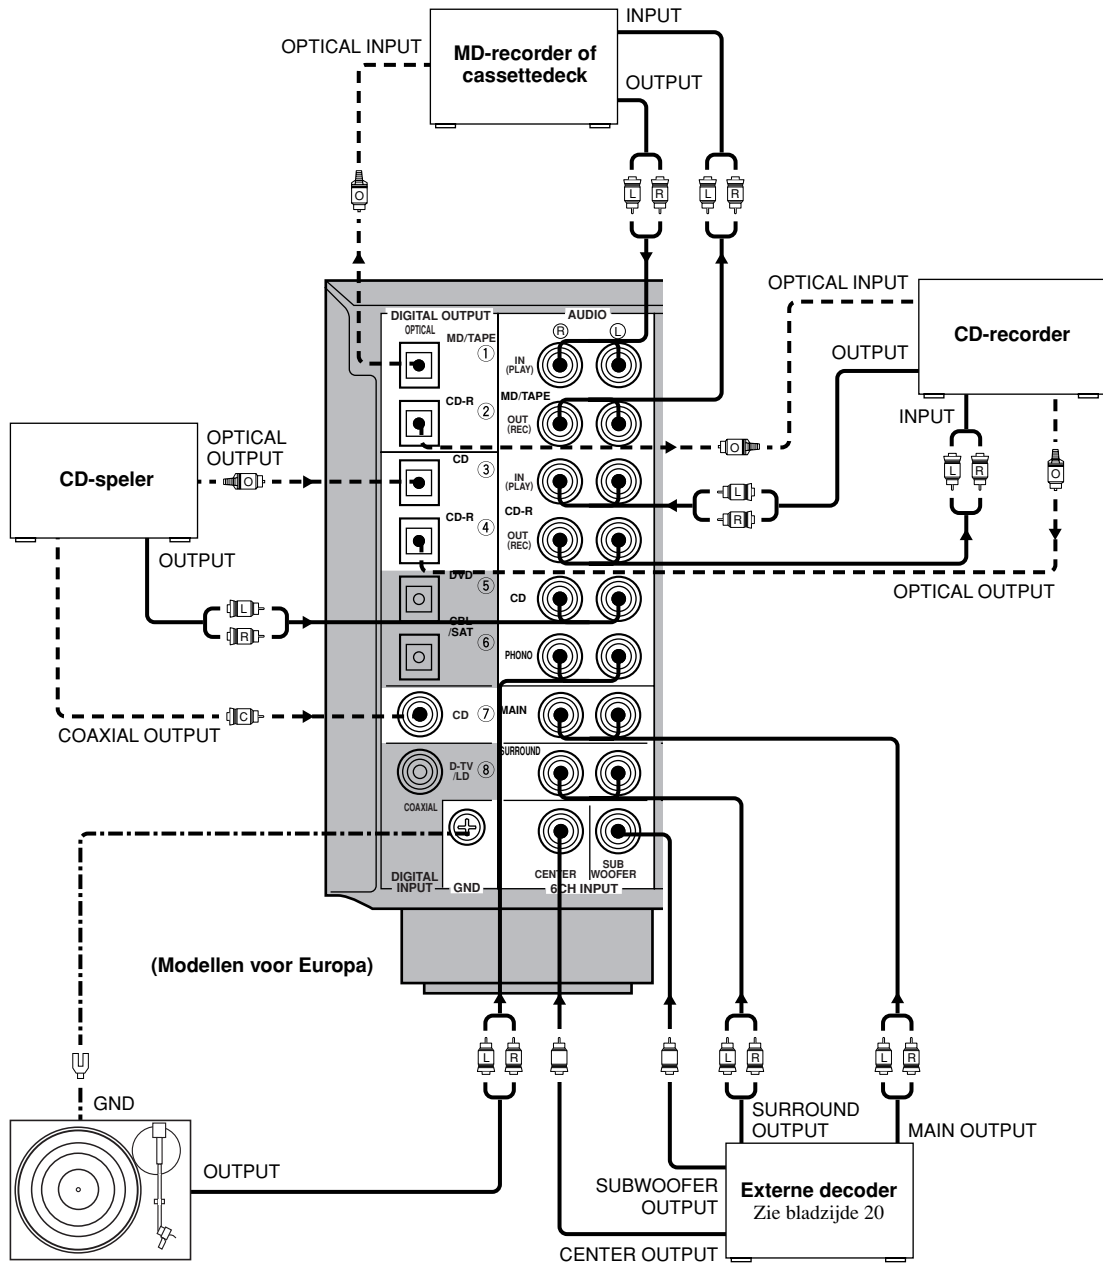 INPUT
OPTICAL INPUT
MD-recorder of
cassettedeck
OUTPUT
O
L R L R
OPTICAL INPUT
CD-recorder
OUTPUT
INPUT
DIGITAL OUTPUT
OPTICAL
MD/TAPE
1
CD-R
2
CD
3
CD-R
4
DVD
5
CBL
/SAT
6
CD
7
D-TV
/LD
8
COAXIAL
DIGITAL
INPUT
GND
AUDIO
R L
IN
(PLAY)
MD/TAPE
OUT
(REC)
IN
(PLAY)
CD-R
OUT
(REC)
CD
PHONO
MAIN
SURROUND
CENTER
SUB
WOOFER
6CH INPUT
O
L
R
L R
O
OPTICAL OUTPUT
CD-speler
OPTICAL
OUTPUT
O
OUTPUT
L
R
C
COAXIAL OUTPUT
(Modellen voor Europa)
GND
OUTPUT
L R
L R
L R
SURROUND
OUTPUT
MAIN OUTPUT
SUBWOOFER
OUTPUT
Externe decoder
Zie bladzijde 20
CENTER OUTPUT